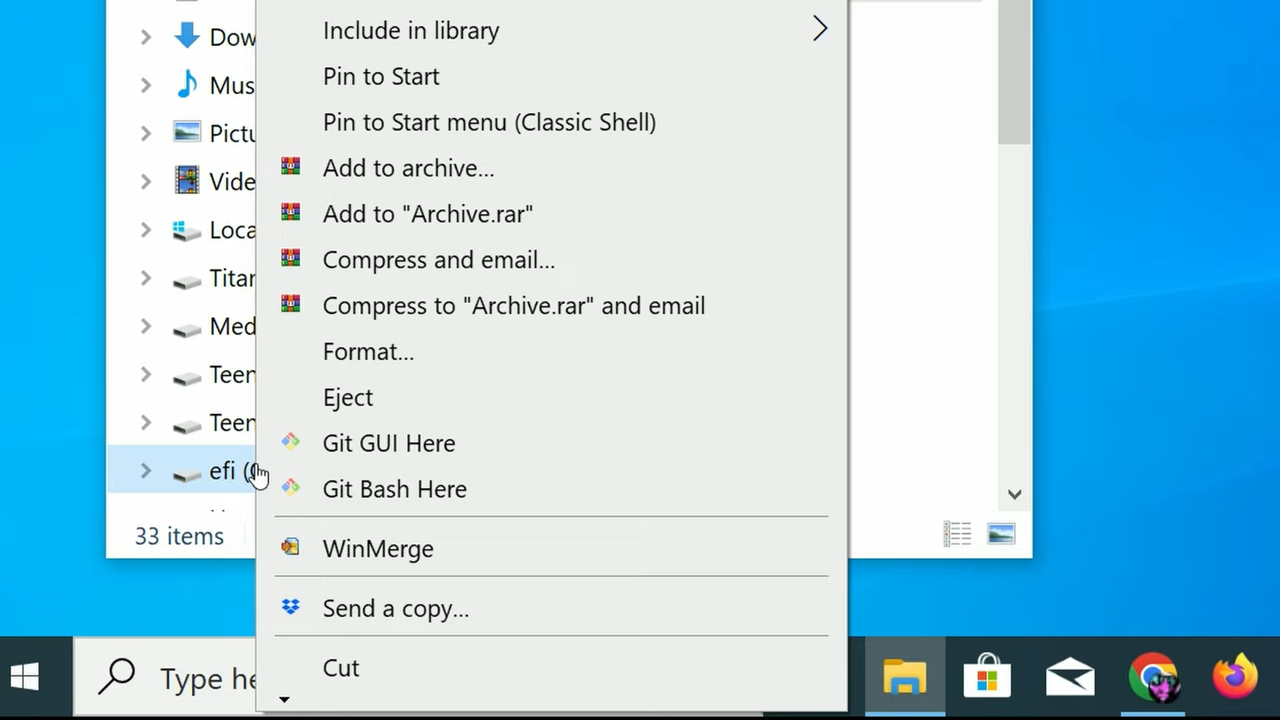 Include in library
Dow
Pin to Start
Mus
Pin to Start menu (Classic Shell)
Pictu
Add to archive...
Vide
Add to "Archive.rar"
Loca
Compress and email...
Titar
Compress to "Archive.rar" and email
Med
Format...
Teen
Eject
Teen
Git GUI Here
efi (
Git Bash Here
33 items
WinMerge
Send a copy...
Cut
Type he